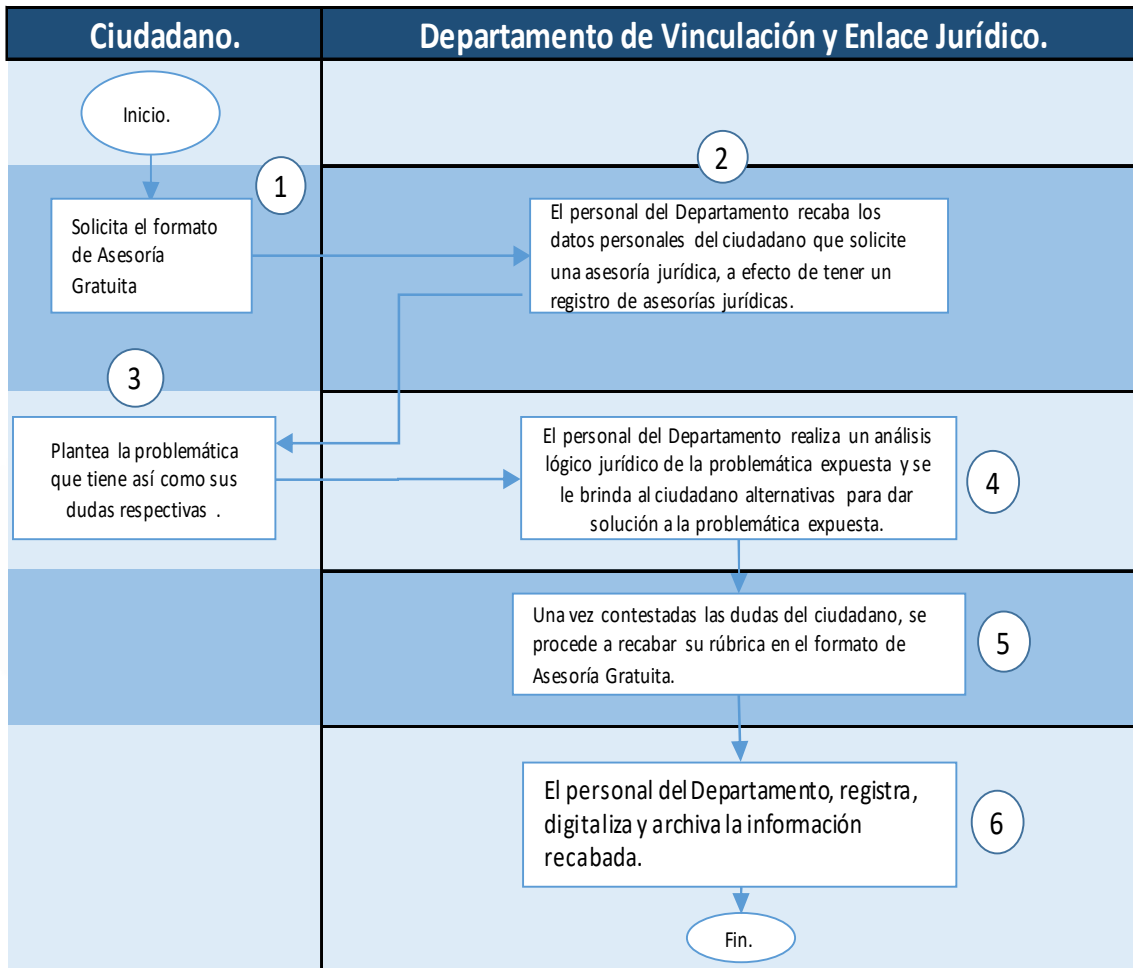 Ciudadano.
Departamento de Vinculación y Enlace Jurídico.
Inicio.
1
Solicita el formato
de Asesoría
Gratuita
2
El personal del Departamento recaba los
datos personales del ciudadano que solicite
una asesoría jurídica, a efecto de tener un
registro de asesorías jurídicas.
3
Plantea la problemática
que tiene así como sus
dudas respectivas .
El personal del Departamento realiza un análisis
lógico jurídico de la problemática expuesta y se
le brinda al ciudadano alternativas para dar
solución a la problemática expuesta.
4
Una vez contestadas las dudas del ciudadano, se
procede a recabar su rúbrica en el formato de
Asesoría Gratuita.
5
El personal del Departamento, registra,
digitaliza y archiva la información
recabada.
6
Fin.